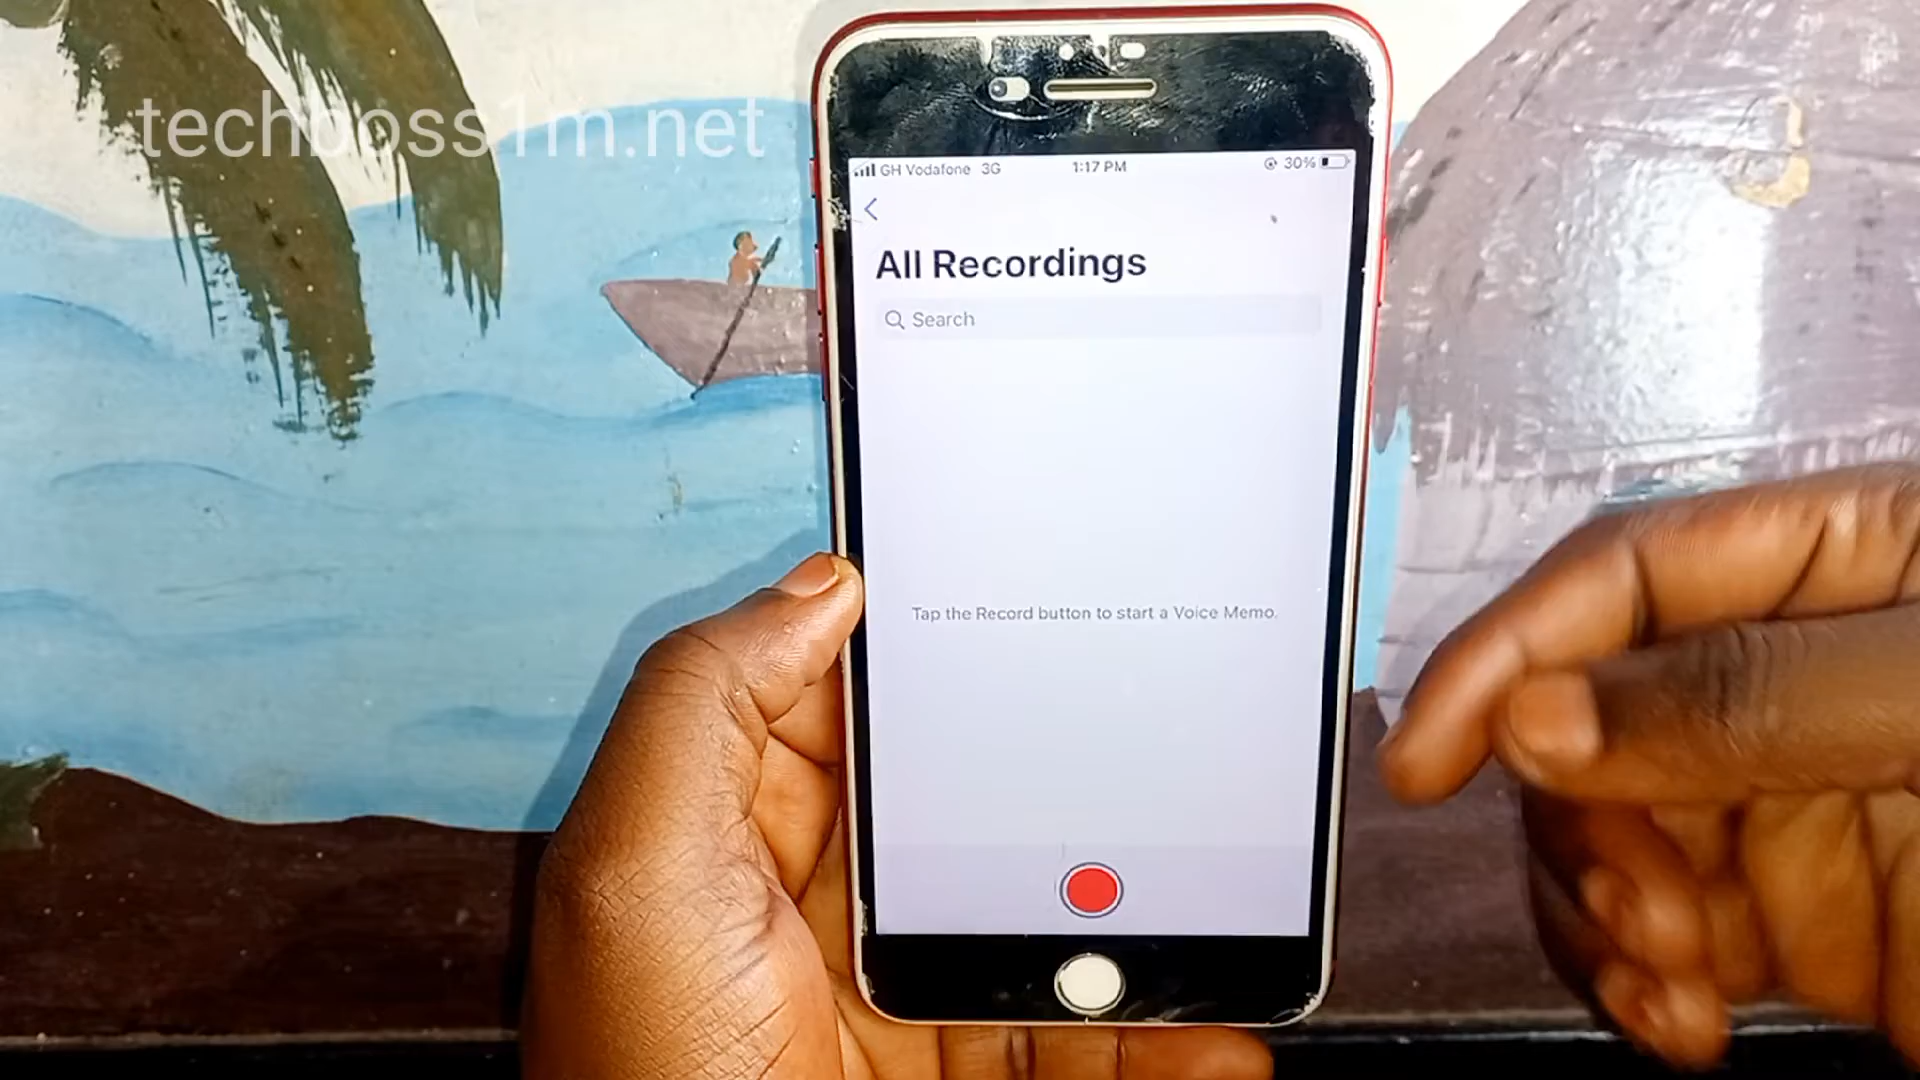 techboss1m.net
GH Vodafone 3G 1:17 PM 30%
All Recordings
Search
Tap the Record button to start a Voice Memo.